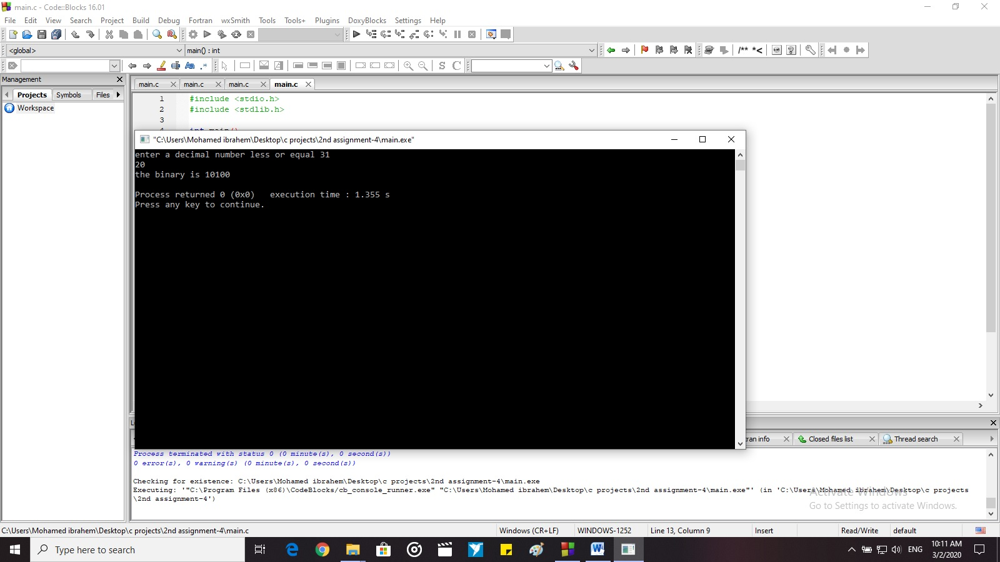 main.c - Code::Blocks 16.01
File Edit View Search Project Build Debug Fortran wxSmith Tools Tools+ Plugins DoxyBlocks Settings Help
<global> main() : int
/** *<
Aa .* S C
Management
main.c main.c main.c main.c
Projects Symbols Files
Workspace
1 #include <stdio.h>
2 #include <stdlib.h>
3
"C:\Users\Mohamed ibrahem\Desktop\c projects\2nd assignment-4\main.exe"
enter a decimal number less or equal 31
20
the binary is 10100
Process returned 0 (0x0) execution time : 1.355 s
Press any key to continue.
info Closed files list Thread search
Process terminated with status 0 (0 minute(s), 0 second(s))
0 error(s), 0 warning(s) (0 minute(s), 0 second(s))
Checking for existence: C:\Users\Mohamed ibrahem\Desktop\c projects\2nd assignment-4\main.exe
Executing: '"C:\Program Files (x86)\CodeBlocks/cb_console_runner.exe" "C:\Users\Mohamed ibrahem\Desktop\c projects\2nd assignment-4\main.exe"' (in 'C:\Users\Mohamed ibrahem\Desktop\c projects
\2nd assignment-4')
Activate Windows
Go to Settings to activate Windows.
C:\Users\Mohamed ibrahem\Desktop\c projects\2nd assignment-4\main.c Windows (CR+LF) WINDOWS-1252 Line 13, Column 9 Insert Read/Write default
Type here to search
ENG
10:11 AM
3/2/2020